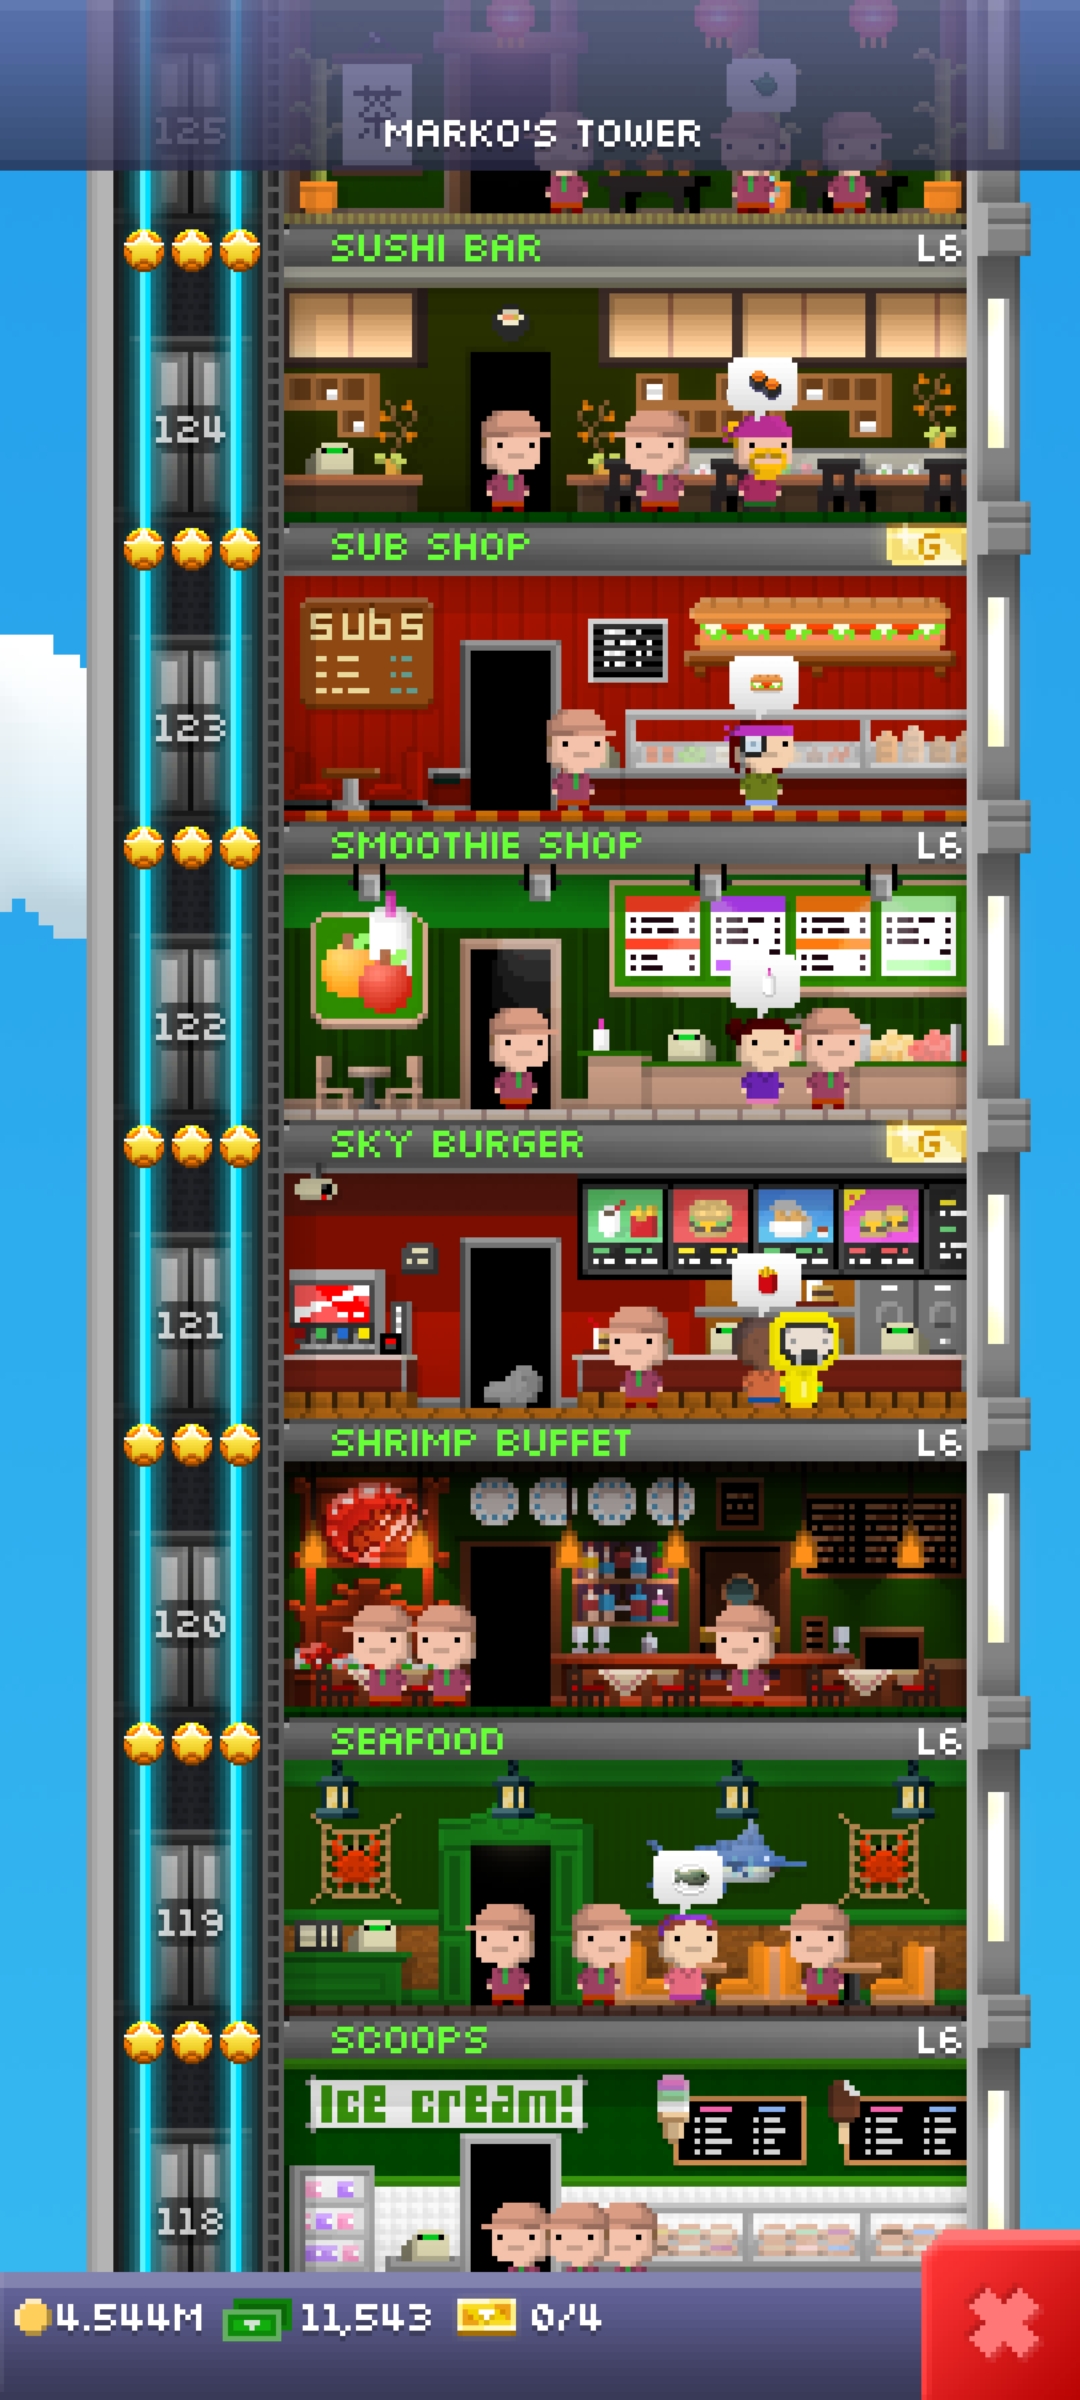 125
茶
MARKO'S TOWER
SUSHI BAR L6
124
SUB SHOP G
subs
123
SMOOTHIE SHOP L6
122
SKY BURGER G
121
SHRIMP BUFFET L6
120
SEAFOOD L6
119
SCOOPS L6
Ice cream!
118
4.544M 11,543 0/4